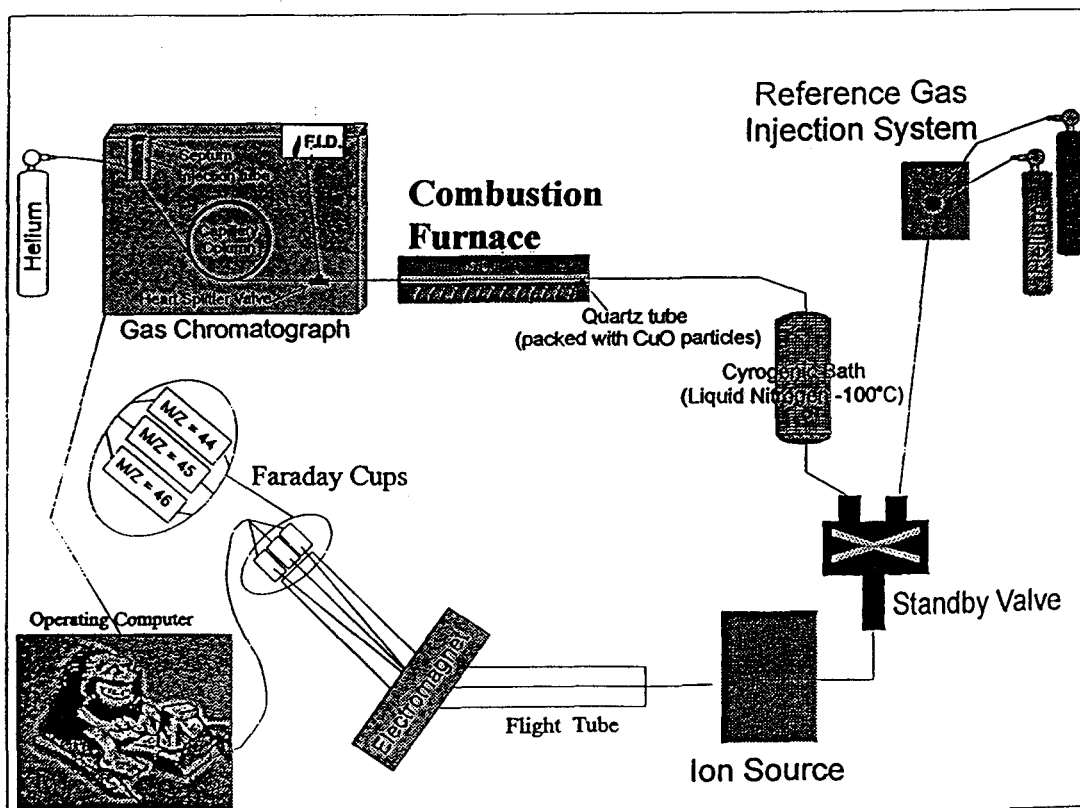 Reference Gas
Injection System
F.I.D.
Septum
Injection Tube
Helium
Capillary
Column
Heart Splitter Valve
Gas Chromatograph
Combustion
Furnace
Quartz tube
(packed with CuO particles)
Helium
Cyrogenic Bath
(Liquid Nitrogen -100°C)
M/Z = 44
M/Z = 45
M/Z = 46
Faraday Cups
Standby Valve
Operating Computer
Electromagnet
Flight Tube
Ion Source